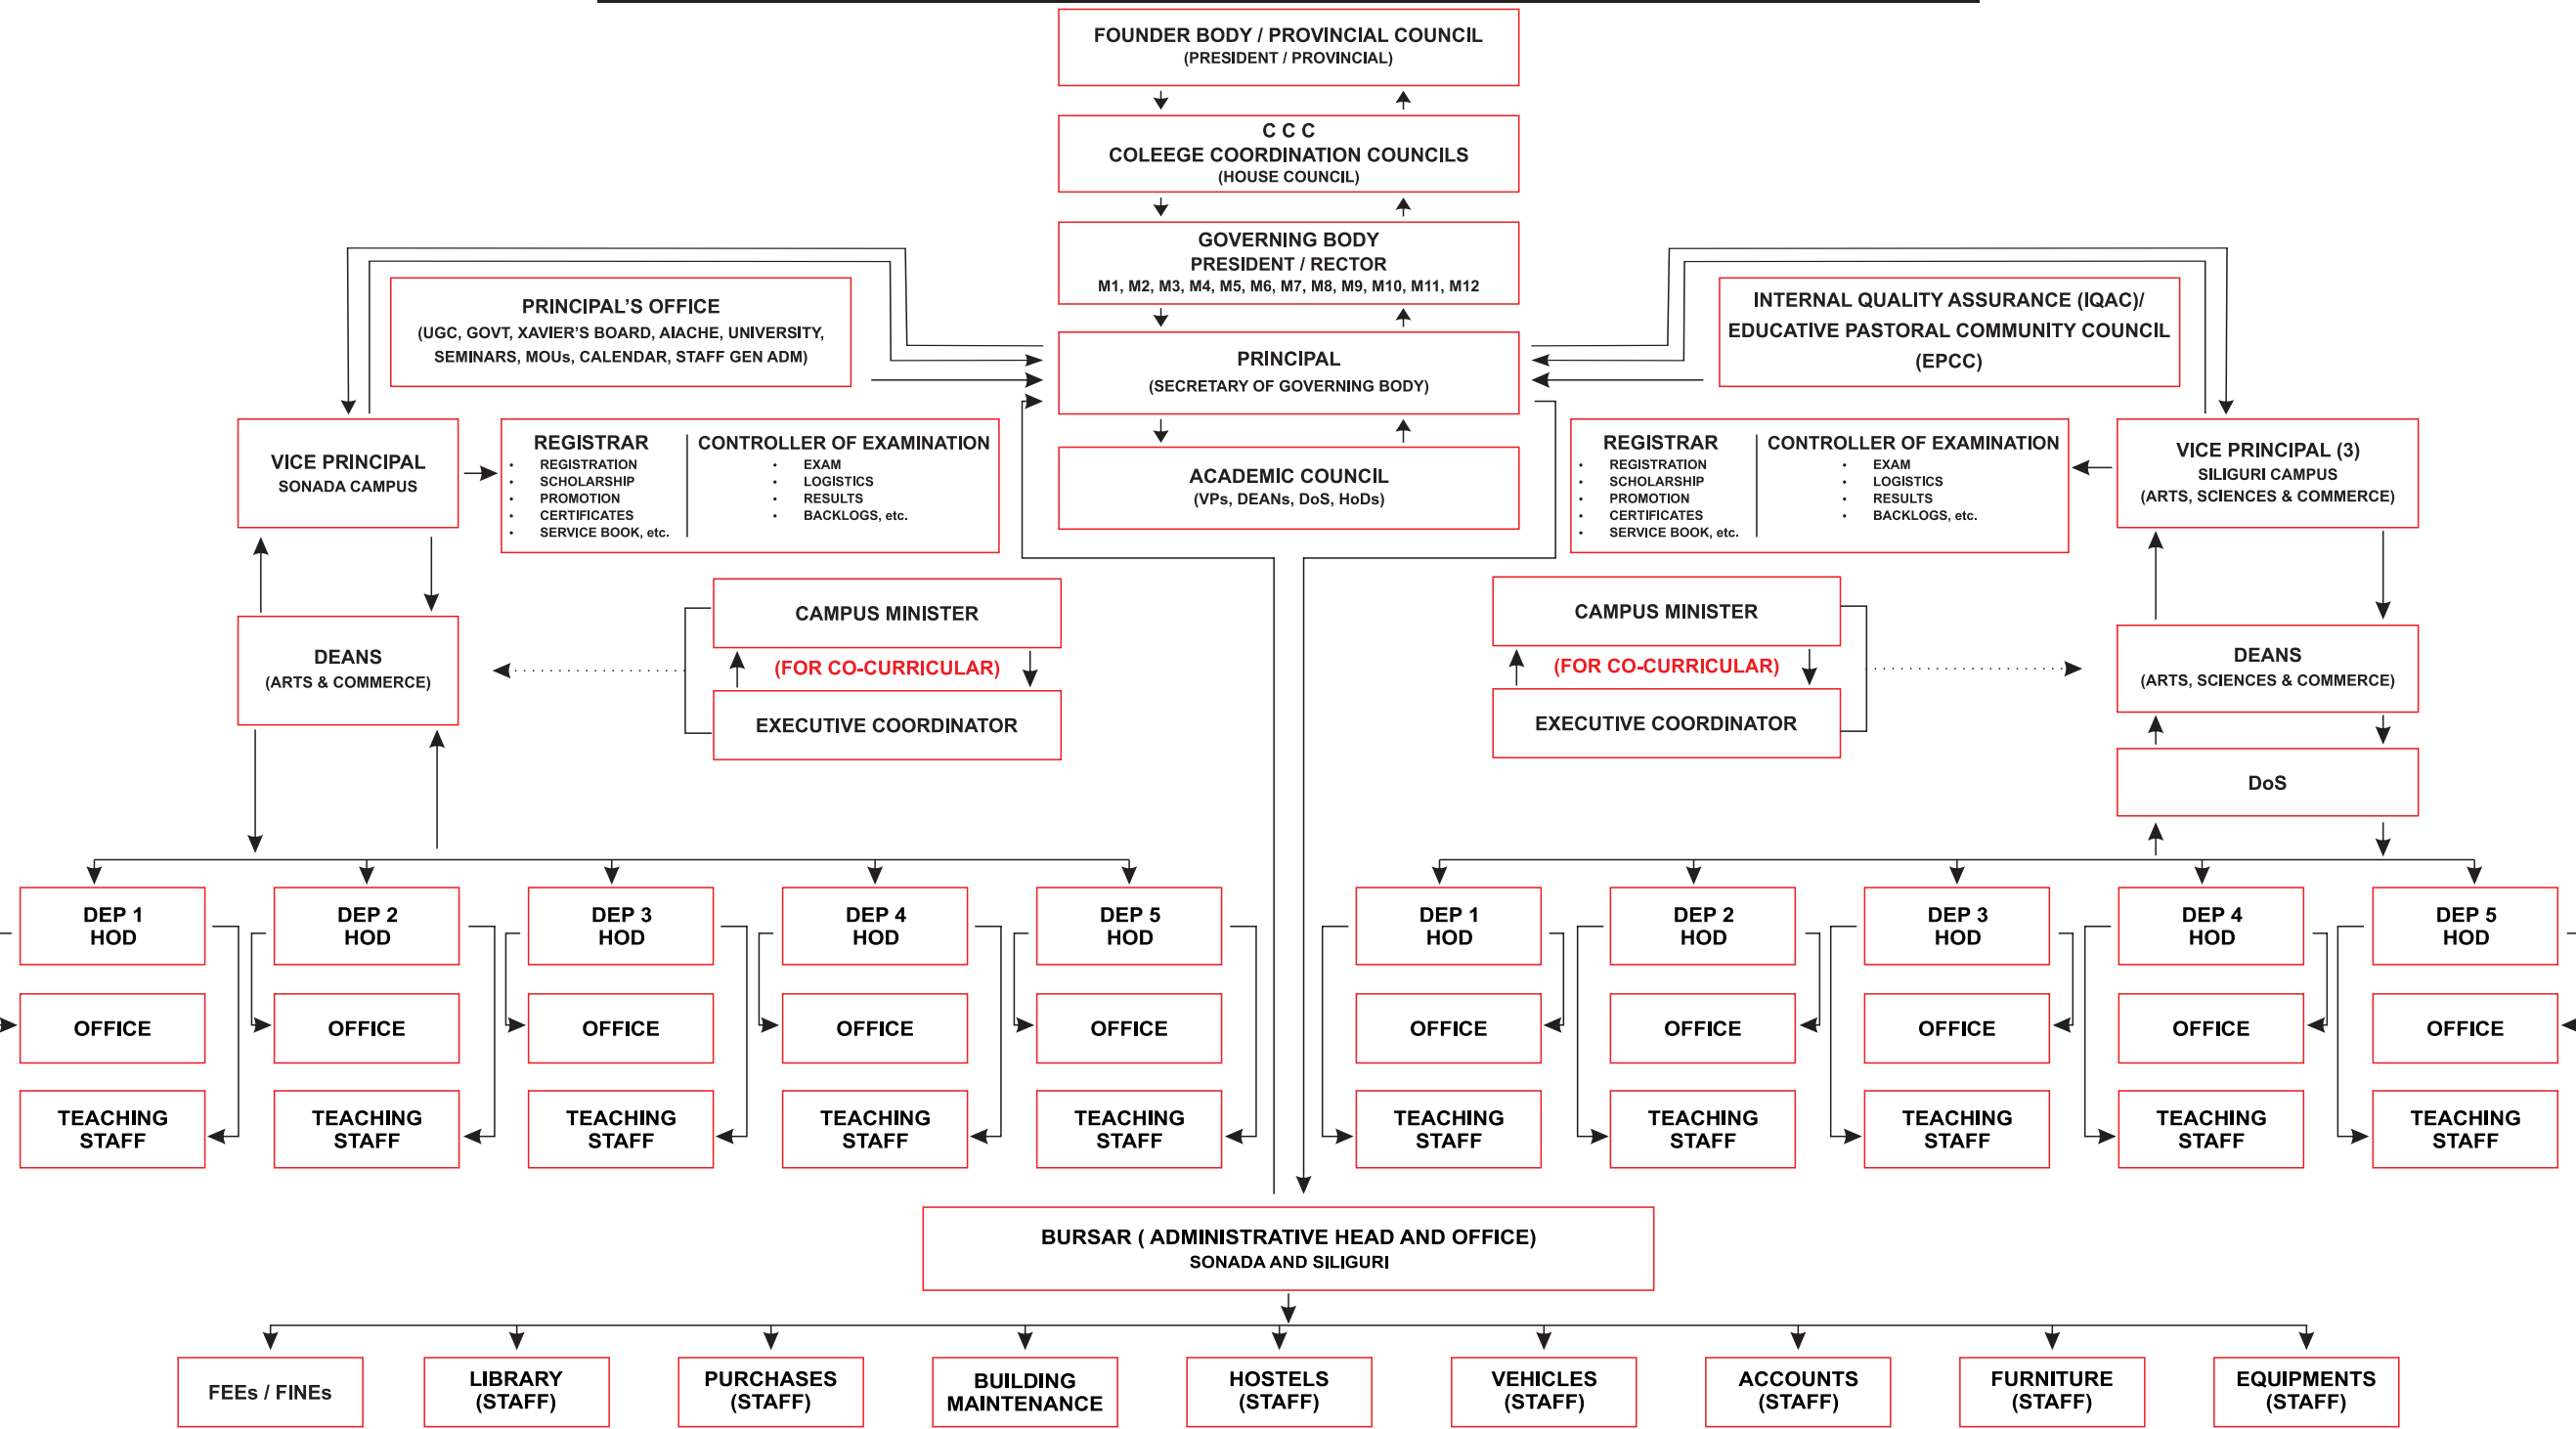 FOUNDER BODY / PROVINCIAL COUNCIL
(PRESIDENT / PROVINCIAL)
C C C
COLEEGE COORDINATION COUNCILS
(HOUSE COUNCIL)
GOVERNING BODY
PRESIDENT / RECTOR
M1, M2, M3, M4, M5, M6, M7, M8, M9, M10, M11, M12
PRINCIPAL'S OFFICE
(UGC, GOVT, XAVIER'S BOARD, AIACHE, UNIVERSITY,
SEMINARS, MOUs, CALENDAR, STAFF GEN ADM)
PRINCIPAL
(SECRETARY OF GOVERNING BODY)
INTERNAL QUALITY ASSURANCE (IQAC)/
EDUCATIVE PASTORAL COMMUNITY COUNCIL
(EPCC)
VICE PRINCIPAL
SONADA CAMPUS
REGISTRAR
• REGISTRATION
• SCHOLARSHIP
• PROMOTION
• CERTIFICATES
• SERVICE BOOK, etc.
CONTROLLER OF EXAMINATION
• EXAM
• LOGISTICS
• RESULTS
• BACKLOGS, etc.
ACADEMIC COUNCIL
(VPs, DEANs, DoS, HoDs)
REGISTRAR
• REGISTRATION
• SCHOLARSHIP
• PROMOTION
• CERTIFICATES
• SERVICE BOOK, etc.
CONTROLLER OF EXAMINATION
• EXAM
• LOGISTICS
• RESULTS
• BACKLOGS, etc.
VICE PRINCIPAL (3)
SILIGURI CAMPUS
(ARTS, SCIENCES & COMMERCE)
DEANS
(ARTS & COMMERCE)
CAMPUS MINISTER
(FOR CO-CURRICULAR)
EXECUTIVE COORDINATOR
CAMPUS MINISTER
(FOR CO-CURRICULAR)
EXECUTIVE COORDINATOR
DEANS
(ARTS, SCIENCES & COMMERCE)
DoS
DEP 1
HOD
DEP 2
HOD
DEP 3
HOD
DEP 4
HOD
DEP 5
HOD
DEP 1
HOD
DEP 2
HOD
DEP 3
HOD
DEP 4
HOD
DEP 5
HOD
OFFICE
OFFICE
OFFICE
OFFICE
OFFICE
OFFICE
OFFICE
OFFICE
OFFICE
OFFICE
TEACHING
STAFF
TEACHING
STAFF
TEACHING
STAFF
TEACHING
STAFF
TEACHING
STAFF
TEACHING
STAFF
TEACHING
STAFF
TEACHING
STAFF
TEACHING
STAFF
TEACHING
STAFF
BURSAR ( ADMINISTRATIVE HEAD AND OFFICE)
SONADA AND SILIGURI
FEEs / FINEs
LIBRARY
(STAFF)
PURCHASES
(STAFF)
BUILDING
MAINTENANCE
HOSTELS
(STAFF)
VEHICLES
(STAFF)
ACCOUNTS
(STAFF)
FURNITURE
(STAFF)
EQUIPMENTS
(STAFF)